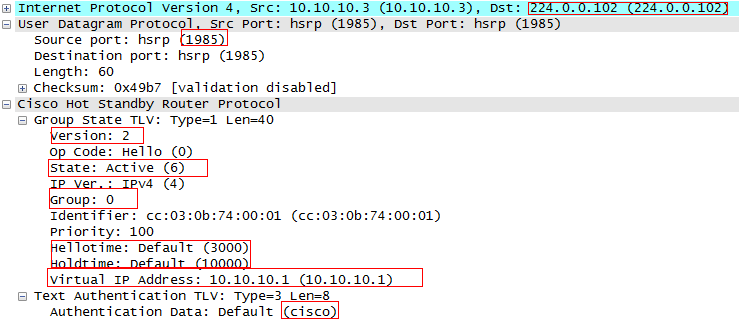 Internet Protocol Version 4, Src: 10.10.10.3 (10.10.10.3), Dst: 224.0.0.102 (224.0.0.102)
User Datagram Protocol, Src Port: hsrp (1985), Dst Port: hsrp (1985)
Source port: hsrp (1985)
Destination port: hsrp (1985)
Length: 60
Checksum: 0x49b7 [validation disabled]
Cisco Hot Standby Router Protocol
Group State TLV: Type=1 Len=40
Version: 2
Op Code: Hello (0)
State: Active (6)
IP Ver.: IPv4 (4)
Group: 0
Identifier: cc:03:0b:74:00:01 (cc:03:0b:74:00:01)
Priority: 100
Hellotime: Default (3000)
Holdtime: Default (10000)
Virtual IP Address: 10.10.10.1 (10.10.10.1)
Text Authentication TLV: Type=3 Len=8
Authentication Data: Default (cisco)